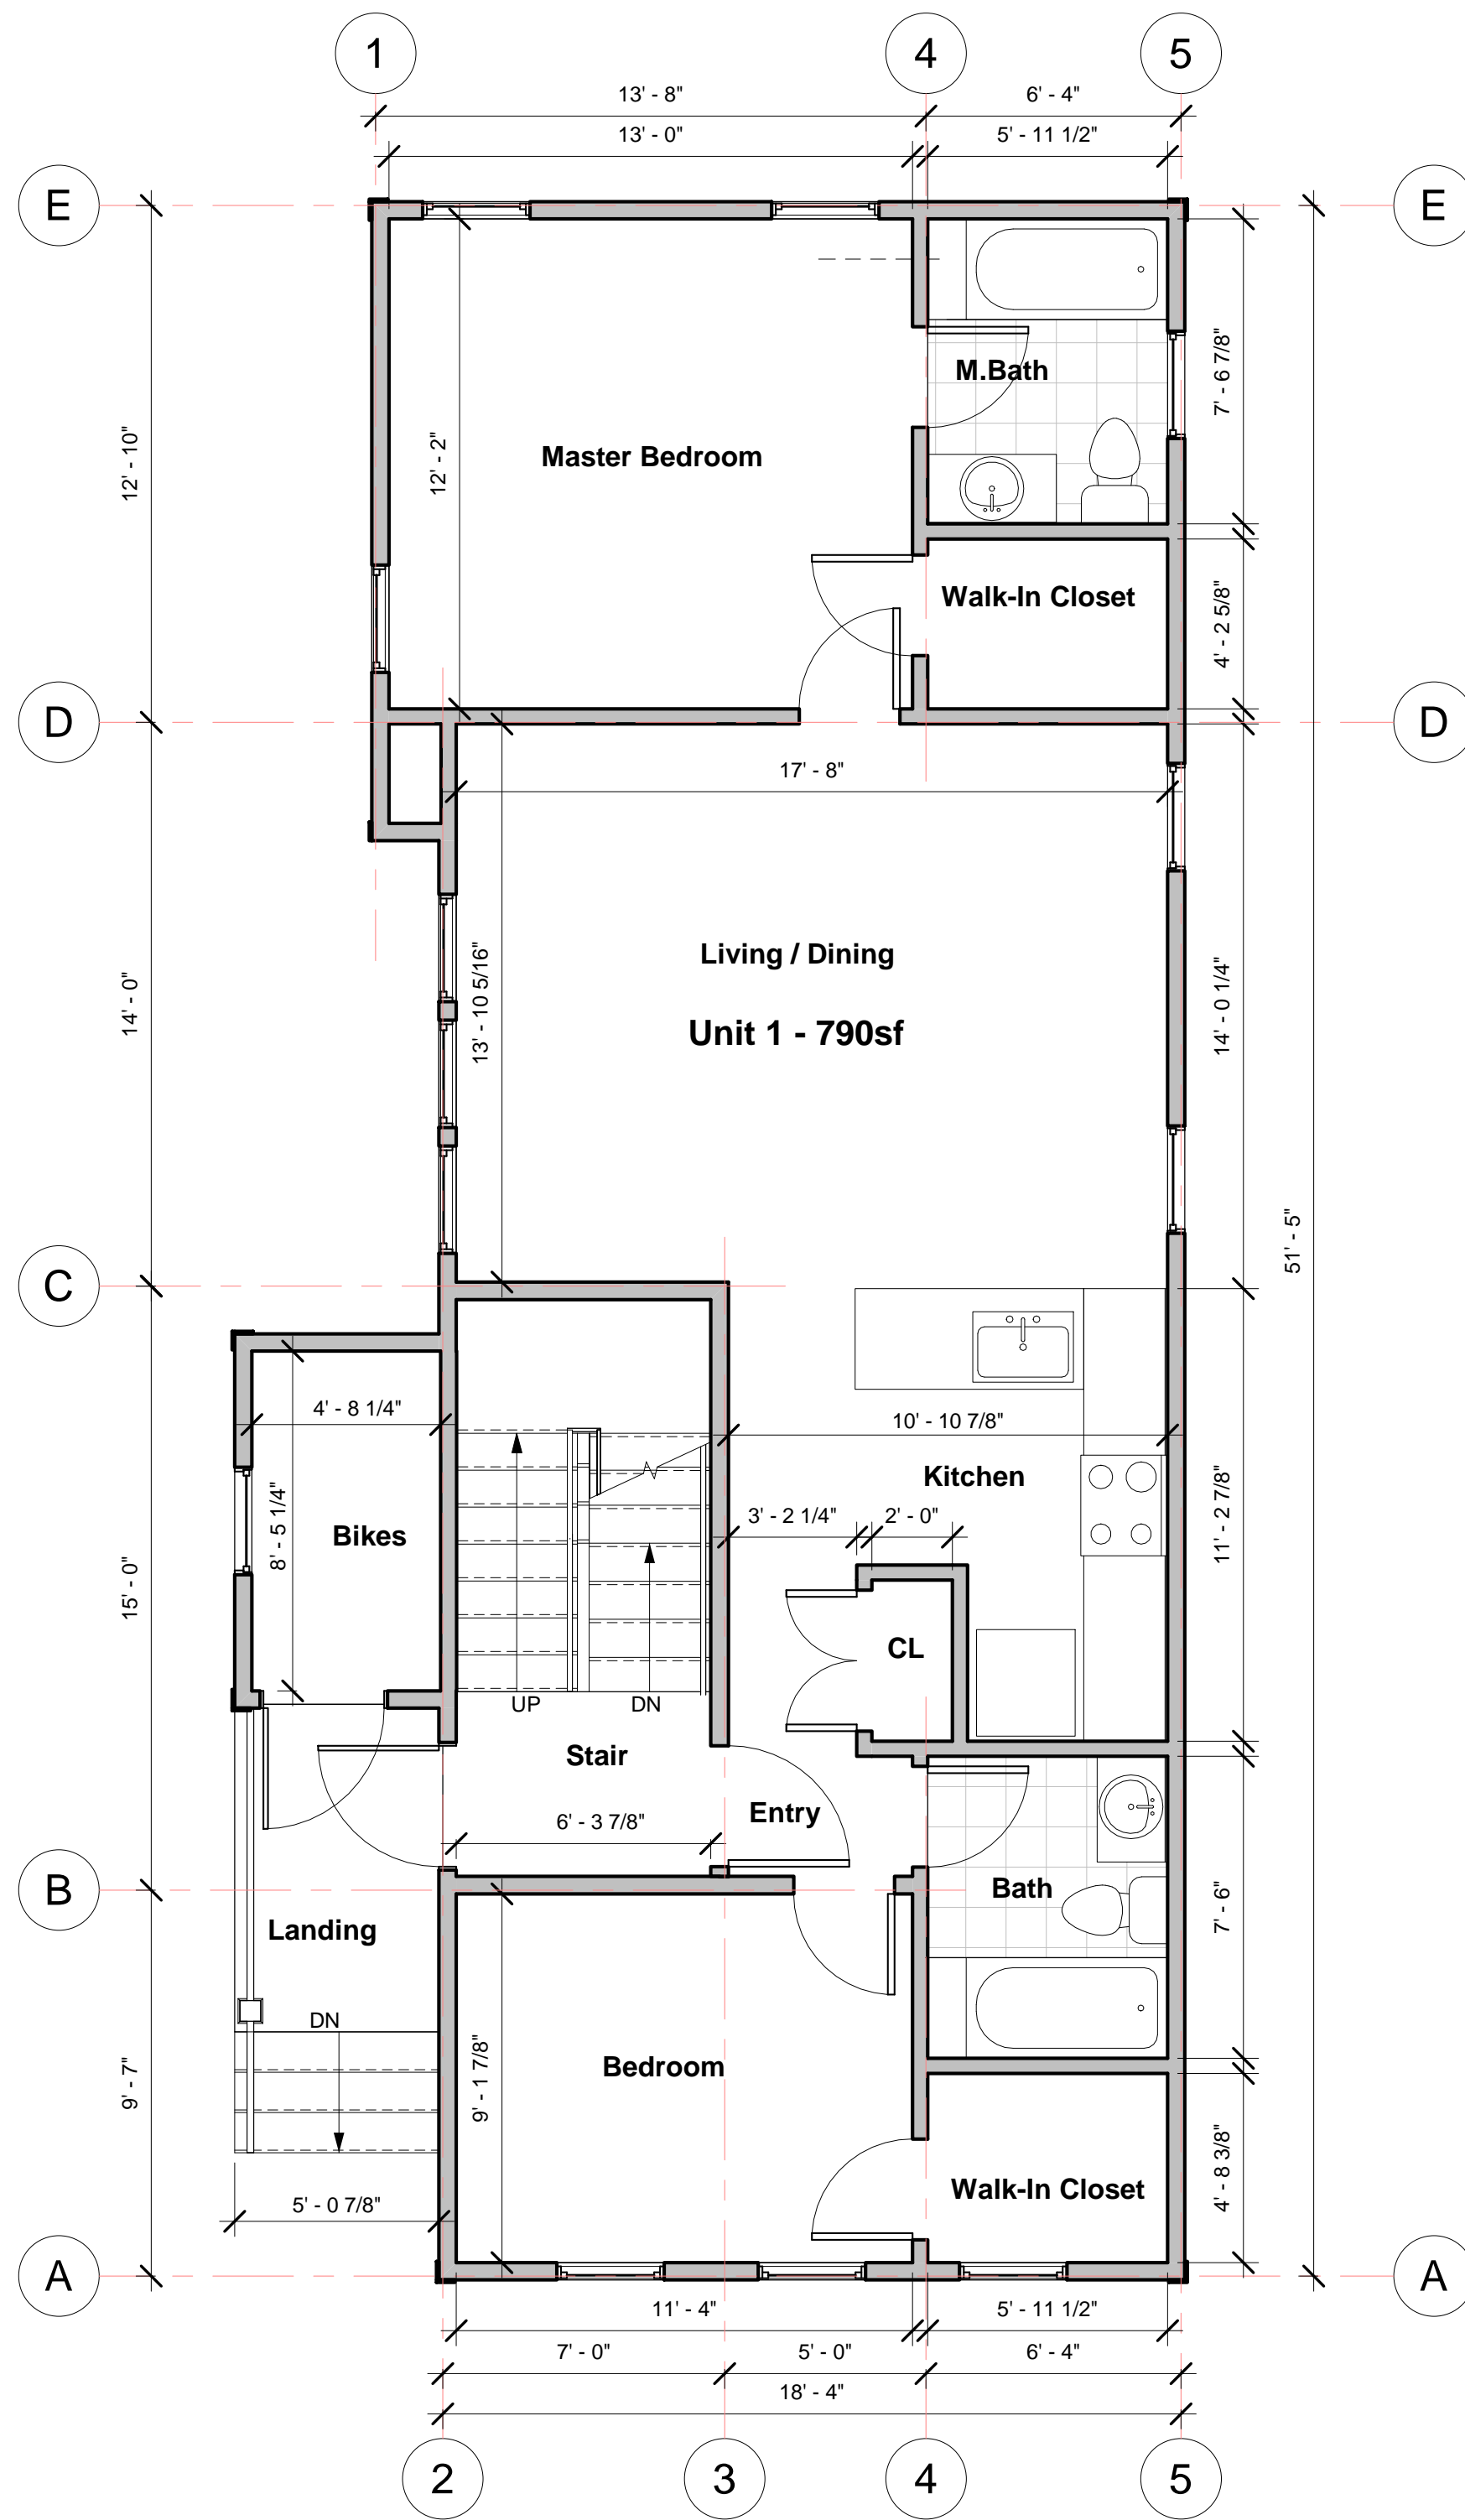 1
4
5
13' - 8"
6' - 4"
13' - 0"
5' - 11 1/2"
E
E
7' - 6 7/8"
M.Bath
12' - 10"
12' - 2"
Master Bedroom
Walk-In Closet
4' - 2 5/8"
D
D
17' - 8"
Living / Dining
14' - 0"
13' - 10 5/16"
14' - 0 1/4"
Unit 1 - 790sf
51' - 5"
C
4' - 8 1/4"
10' - 10 7/8"
Kitchen
3' - 2 1/4"
2' - 0"
8' - 5 1/4"
Bikes
11' - 2 7/8"
15' - 0"
CL
UP
DN
Stair
Entry
6' - 3 7/8"
B
Bath
7' - 6"
Landing
DN
9' - 7"
9' - 1 7/8"
Bedroom
Walk-In Closet
4' - 8 3/8"
5' - 0 7/8"
A
A
11' - 4"
5' - 11 1/2"
7' - 0"
5' - 0"
6' - 4"
18' - 4"
2
3
4
5